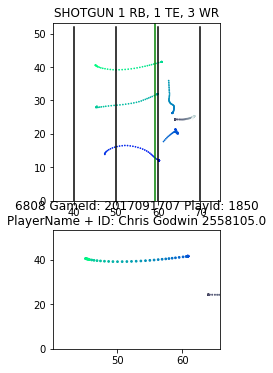 SHOTGUN 1 RB, 1 TE, 3 WR
50
40
30
20
10
0
40 50 60 70
6808 GameId: 2017091707 PlayId: 1850
PlayerName + ID: Chris Godwin 2558105.0
40
20
0
50 60